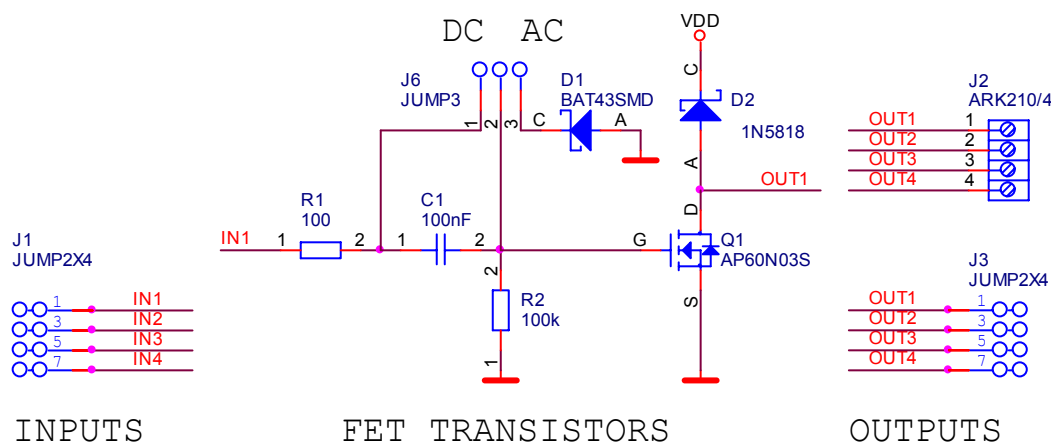 DC AC
VDD
J6
JUMP3
D1
BAT43SMD
C
D2
1N5818
J2
ARK210/4
1
2
3
C
A
A
OUT1
OUT1
OUT2
OUT3
OUT4
1
2
3
4
R1
100
C1
100nF
IN1
1
2
1
2
D
G
Q1
AP60N03S
S
2
R2
100k
1
J1
JUMP2X4
1
3
5
7
IN1
IN2
IN3
IN4
J3
JUMP2X4
OUT1
OUT2
OUT3
OUT4
1
3
5
7
INPUTS
FET TRANSISTORS
OUTPUTS